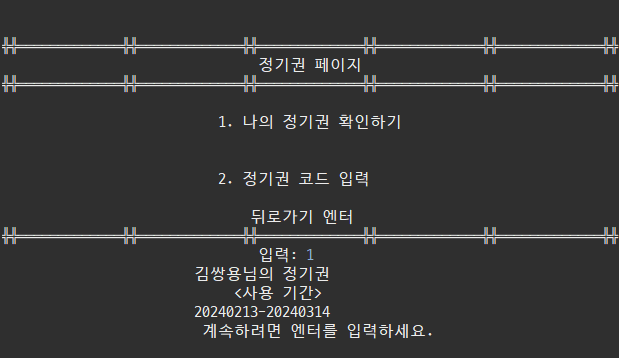 정기권 페이지
1. 나의 정기권 확인하기
2. 정기권 코드 입력
뒤로가기 엔터
입력: 1
김쌍용님의 정기권
<사용 기간>
20240213-20240314
계속하려면 엔터를 입력하세요.